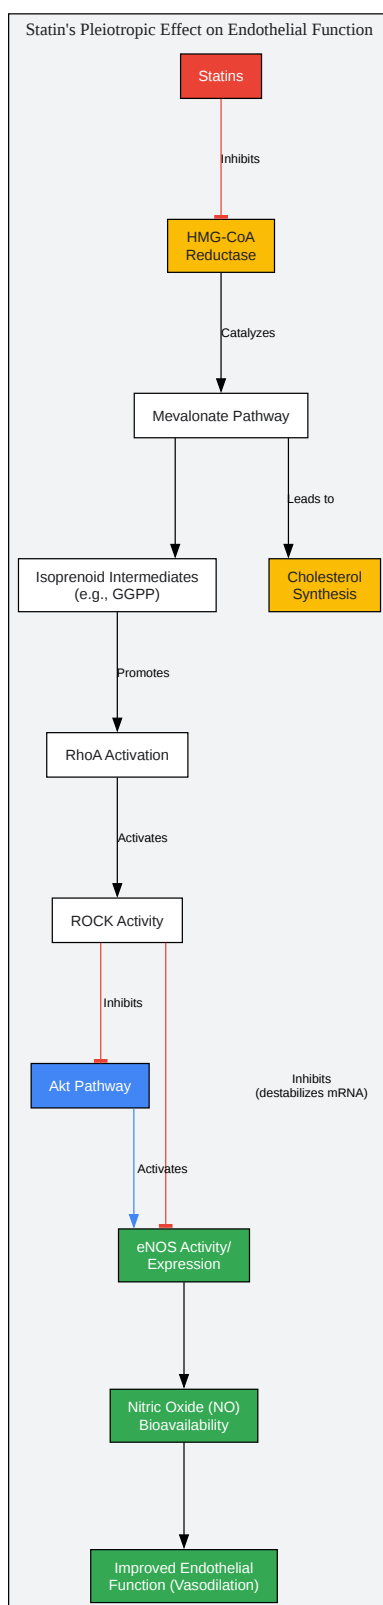 Statin's Pleiotropic Effect on Endothelial Function
Statins
Inhibits
HMG-CoA
Reductase
Catalyzes
Mevalonate Pathway
Leads to
Isoprenoid Intermediates
(e.g., GGPP)
Cholesterol
Synthesis
Promotes
RhoA Activation
Activates
ROCK Activity
Inhibits
Akt Pathway
Inhibits
(destabilizes mRNA)
Activates
eNOS Activity/
Expression
Nitric Oxide (NO)
Bioavailability
Improved Endothelial
Function (Vasodilation)